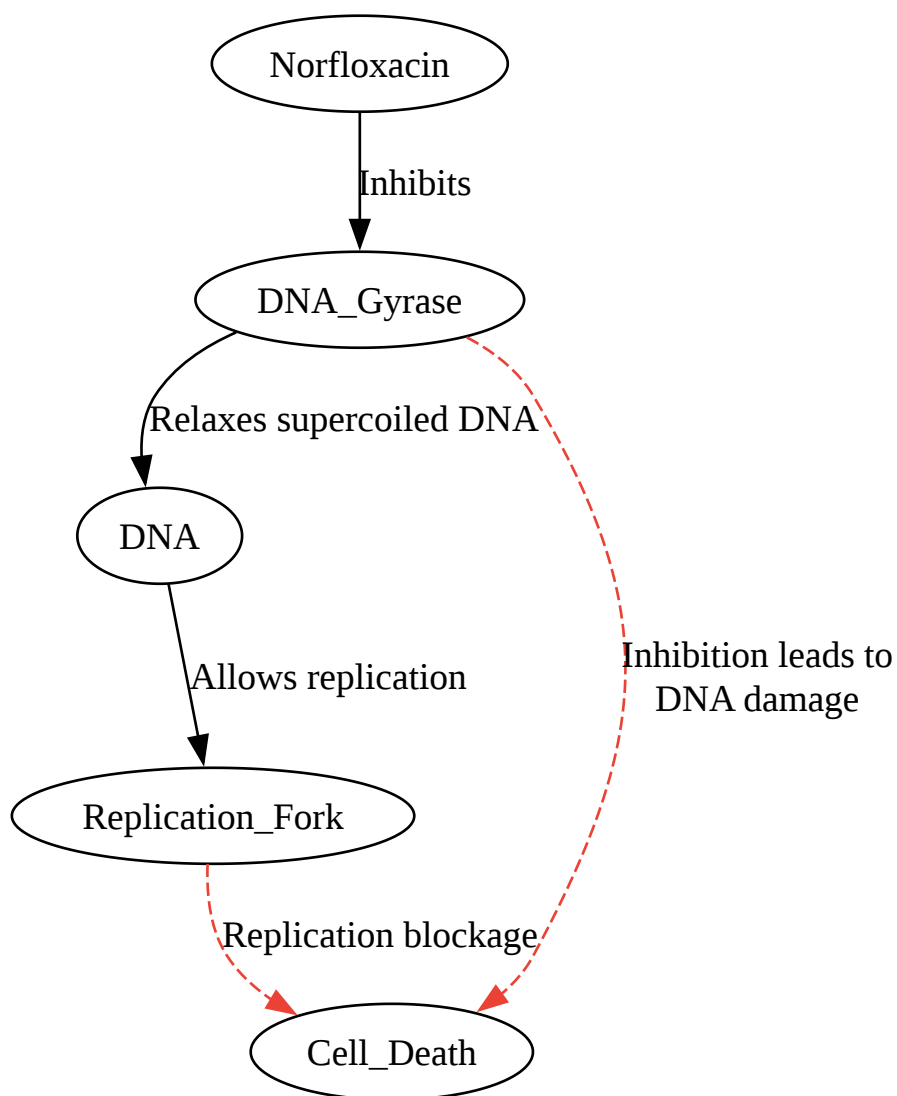 Norfloxacin
Inhibits
DNA_Gyrase
Relaxes supercoiled DNA
DNA
Inhibition leads to
DNA damage
Allows replication
Replication_Fork
Replication blockage
Cell_Death